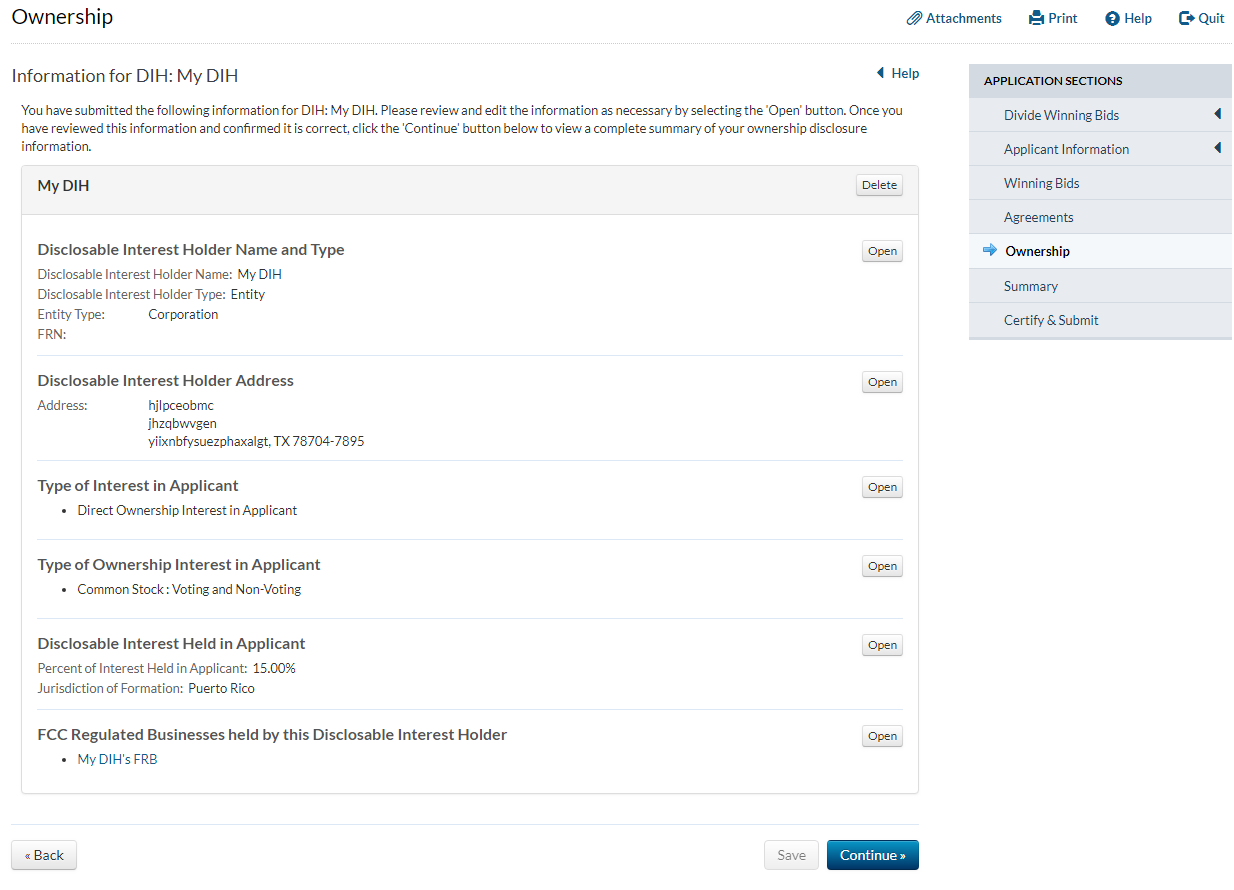 Ownership
Attachments Print Help Quit
Information for DIH: My DIH
Help
You have submitted the following information for DIH: My DIH. Please review and edit the information as necessary by selecting the 'Open' button. Once you
have reviewed this information and confirmed it is correct, click the 'Continue' button below to view a complete summary of your ownership disclosure
information.
My DIH
Delete
Disclosable Interest Holder Name and Type
Open
Disclosable Interest Holder Name: My DIH
Disclosable Interest Holder Type: Entity
Entity Type: Corporation
FRN:
Disclosable Interest Holder Address
Open
Address: hjlpceobmc
jhzqbwvgen
yiixnbfysuezphaxalgt, TX 78704-7895
Type of Interest in Applicant
Open
• Direct Ownership Interest in Applicant
Type of Ownership Interest in Applicant
Open
• Common Stock : Voting and Non-Voting
Disclosable Interest Held in Applicant
Open
Percent of Interest Held in Applicant: 15.00%
Jurisdiction of Formation: Puerto Rico
FCC Regulated Businesses held by this Disclosable Interest Holder
Open
• My DIH's FRB
« Back
Save
Continue »
APPLICATION SECTIONS
Divide Winning Bids
Applicant Information
Winning Bids
Agreements
Ownership
Summary
Certify & Submit